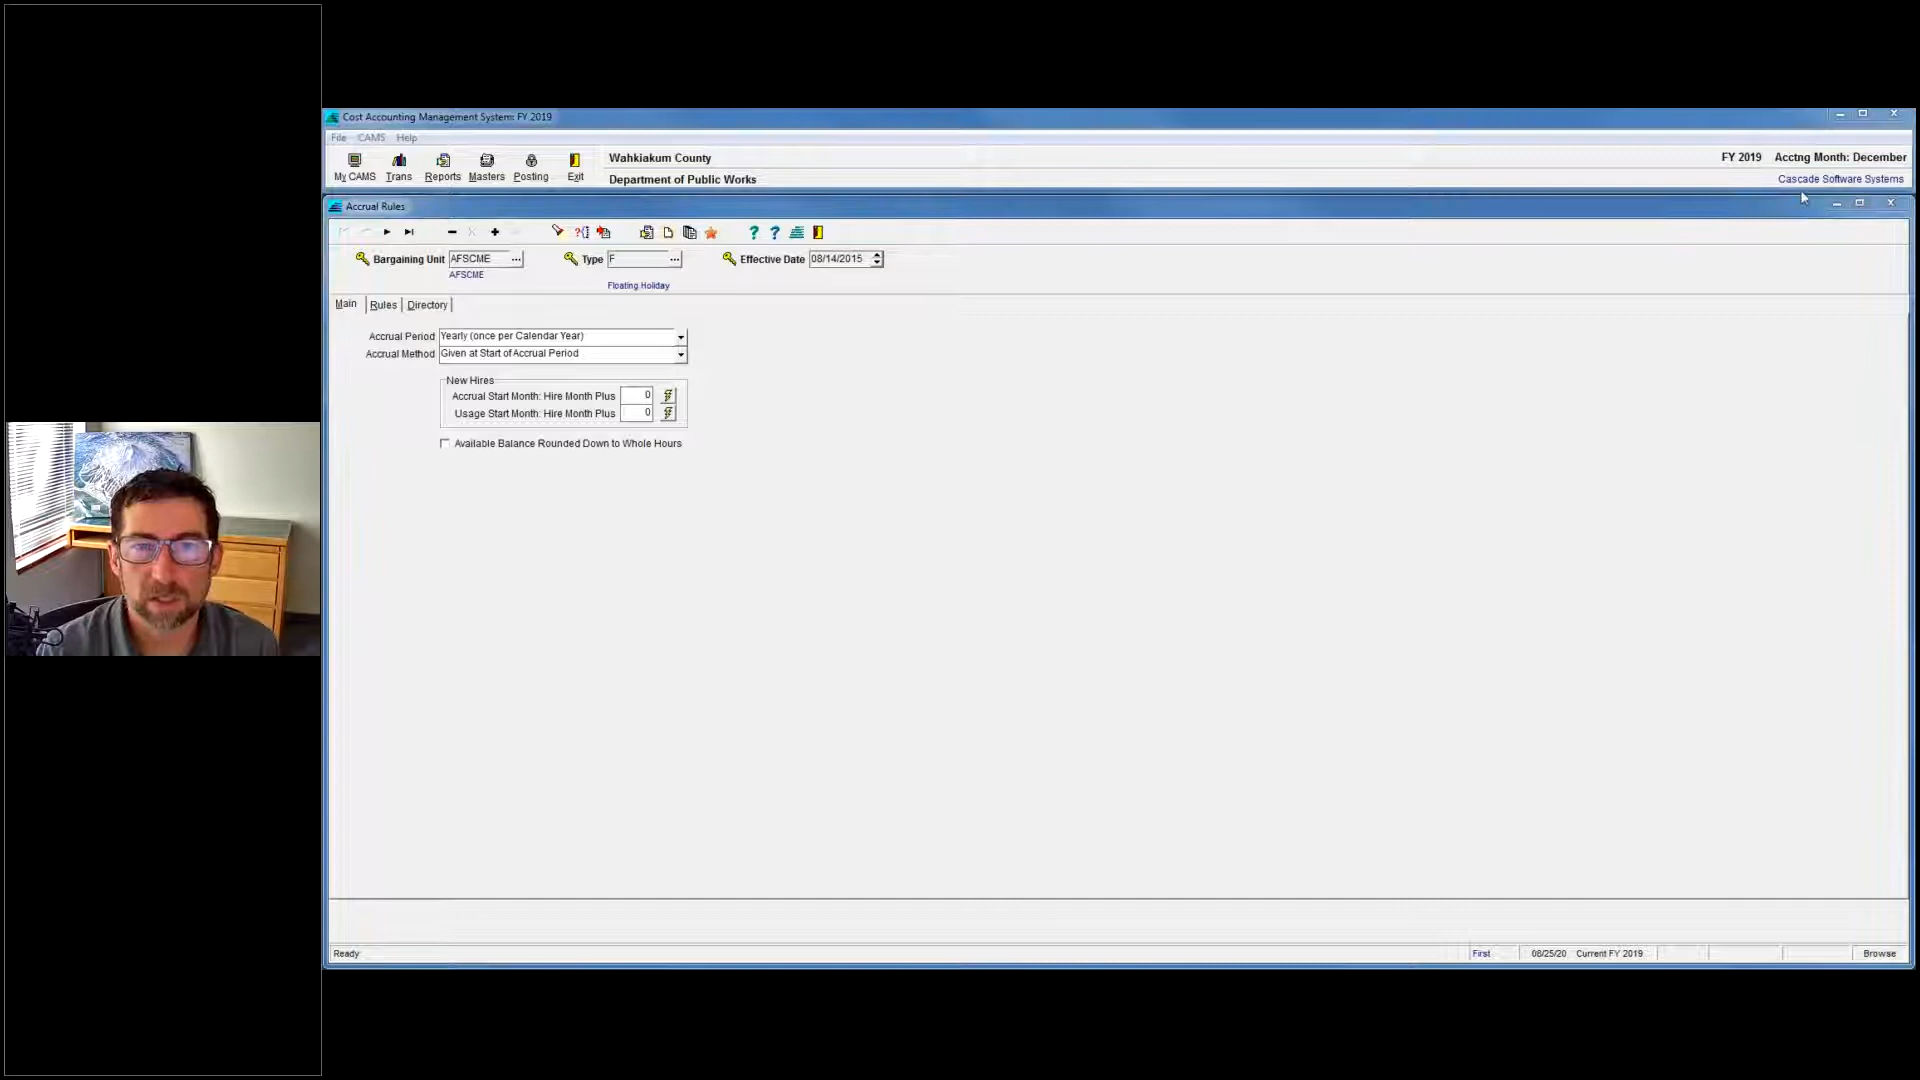 Cost Accounting Management System: FY 2019
File CAMS Help
My CAMS Trans Reports Masters Posting Exit
Wahkiakum County
Department of Public Works
FY 2019 Acctng Month: December
Cascade Software Systems
Accrual Rules
Bargaining Unit AFSCME ... Type F ... Effective Date 08/14/2015
AFSCME
Floating Holiday
Main Rules Directory
Accrual Period Yearly (once per Calendar Year)
Accrual Method Given at Start of Accrual Period
New Hires
Accrual Start Month: Hire Month Plus 0
Usage Start Month: Hire Month Plus 0
Available Balance Rounded Down to Whole Hours
Ready First 08/25/20 Current FY 2019 Browse